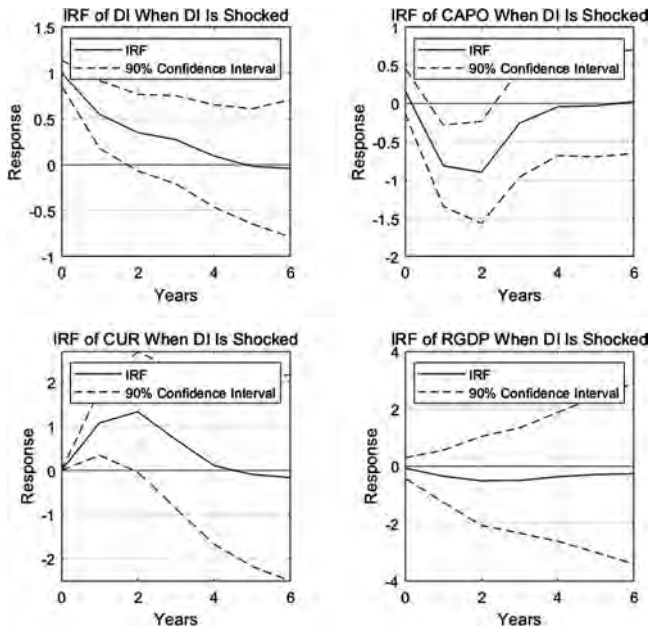 IRF of DI When DI Is Shocked
1.5
1
0.5
0
-0.5
-1
Response
IRF
90% Confidence Interval
0
2
4
6
Years
IRF of CAPO When DI Is Shocked
1
0.5
0
-0.5
-1
-1.5
-2
Response
IRF
90% Confidence Interval
0
2
4
6
Years
IRF of CUR When DI Is Shocked
2
1
0
-1
-2
Response
IRF
90% Confidence Interval
0
2
4
6
Years
IRF of RGDP When DI Is Shocked
4
2
0
-2
-4
Response
IRF
90% Confidence Interval
0
2
4
6
Years